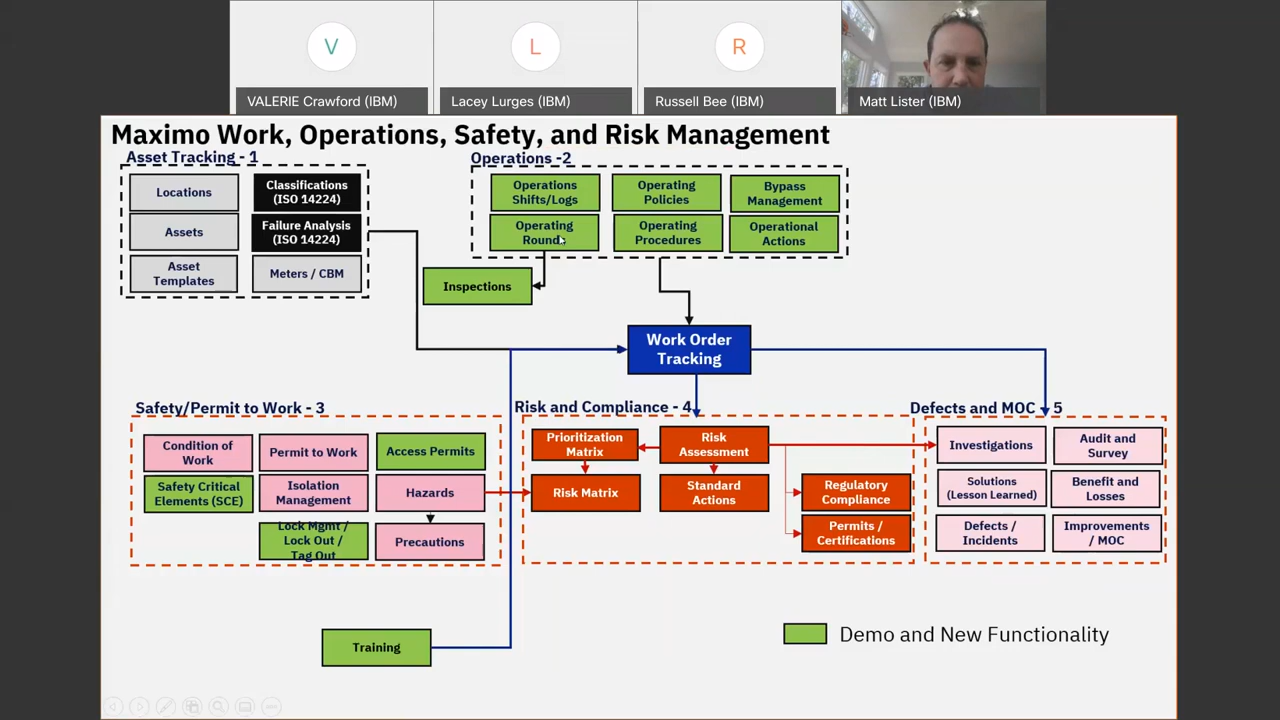 V
L
R
VALERIE Crawford (IBM)
Lacey Lurges (IBM)
Russell Bee (IBM)
Matt Lister (IBM)
Maximo Work, Operations, Safety, and Risk Management
Asset Tracking - 1
Locations
Classifications
(ISO 14224)
Assets
Failure Analysis
(ISO 14224)
Asset
Templates
Meters / CBM
Operations -2
Operations
Shifts/Logs
Operating
Policies
Bypass
Management
Operating
Rounds
Operating
Procedures
Operational
Actions
Inspections
Work Order
Tracking
Safety/Permit to Work - 3
Condition of
Work
Permit to Work
Access Permits
Safety Critical
Elements (SCE)
Isolation
Management
Hazards
Lock Mgmt /
Lock Out /
Tag Out
Precautions
Risk and Compliance - 4
Prioritization
Matrix
Risk
Assessment
Risk Matrix
Standard
Actions
Regulatory
Compliance
Permits /
Certifications
Defects and MOC - 5
Investigations
Audit and
Survey
Solutions
(Lesson Learned)
Benefit and
Losses
Defects /
Incidents
Improvements
/ MOC
Training
Demo and New Functionality